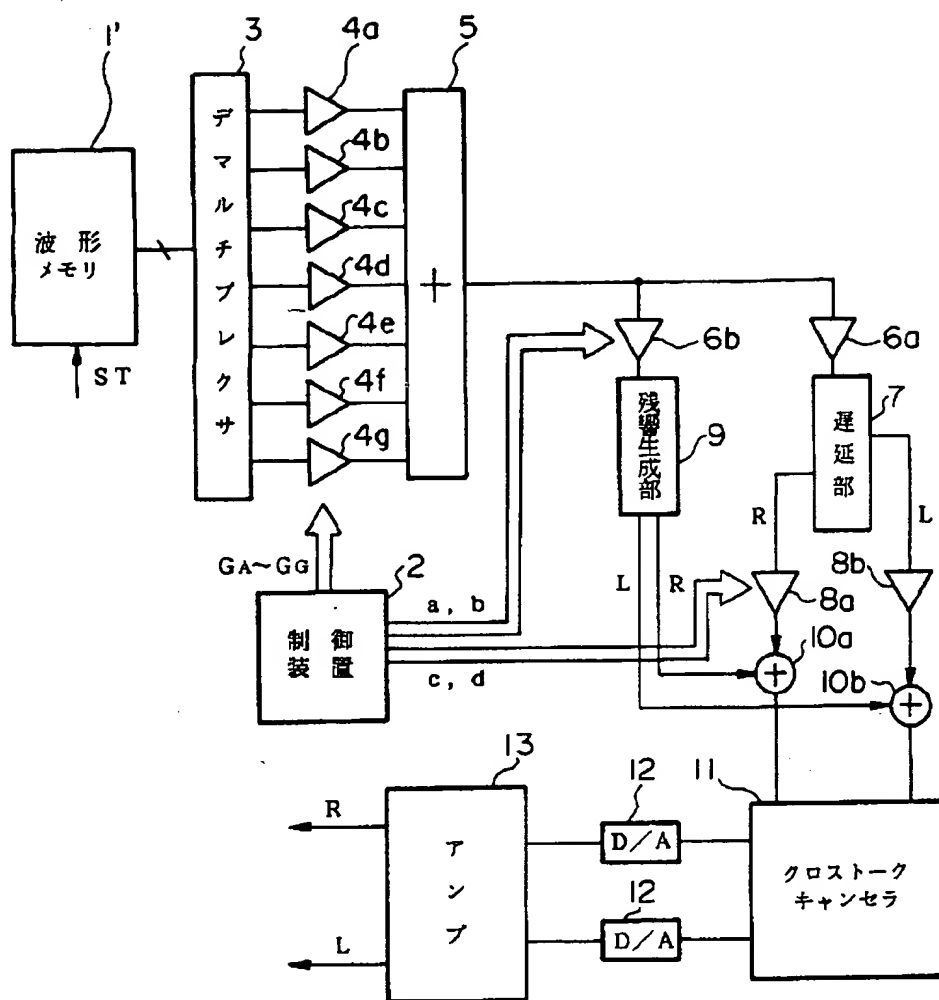 1'
3
4a
5
4b
4c
4d
4e
4f
4g
デマルチプレクサ
波形
メモリ
ST
+
6b
6a
7
残響生成部
9
遅延部
R
L
GA~GG
2
a, b
L
R
8b
8a
制御
装置
c, d
10a
+
10b
+
13
12
11
R
D/A
アンプ
クロストーク
キャンセラ
12
L
D/A